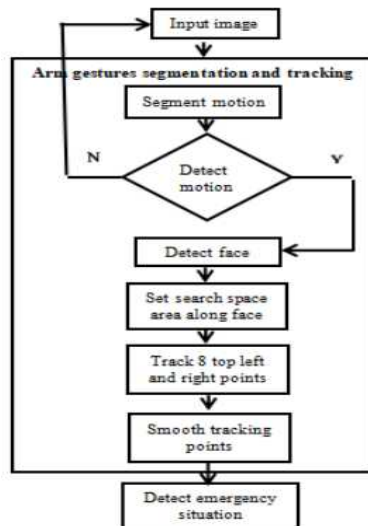 Input image
Arm gestures segmentation and tracking
Segment motion
N
Y
Detect
motion
Detect face
Set search space
area along face
Track 8 top left
and right points
Smooth tracking
points
Detect emergency
situation